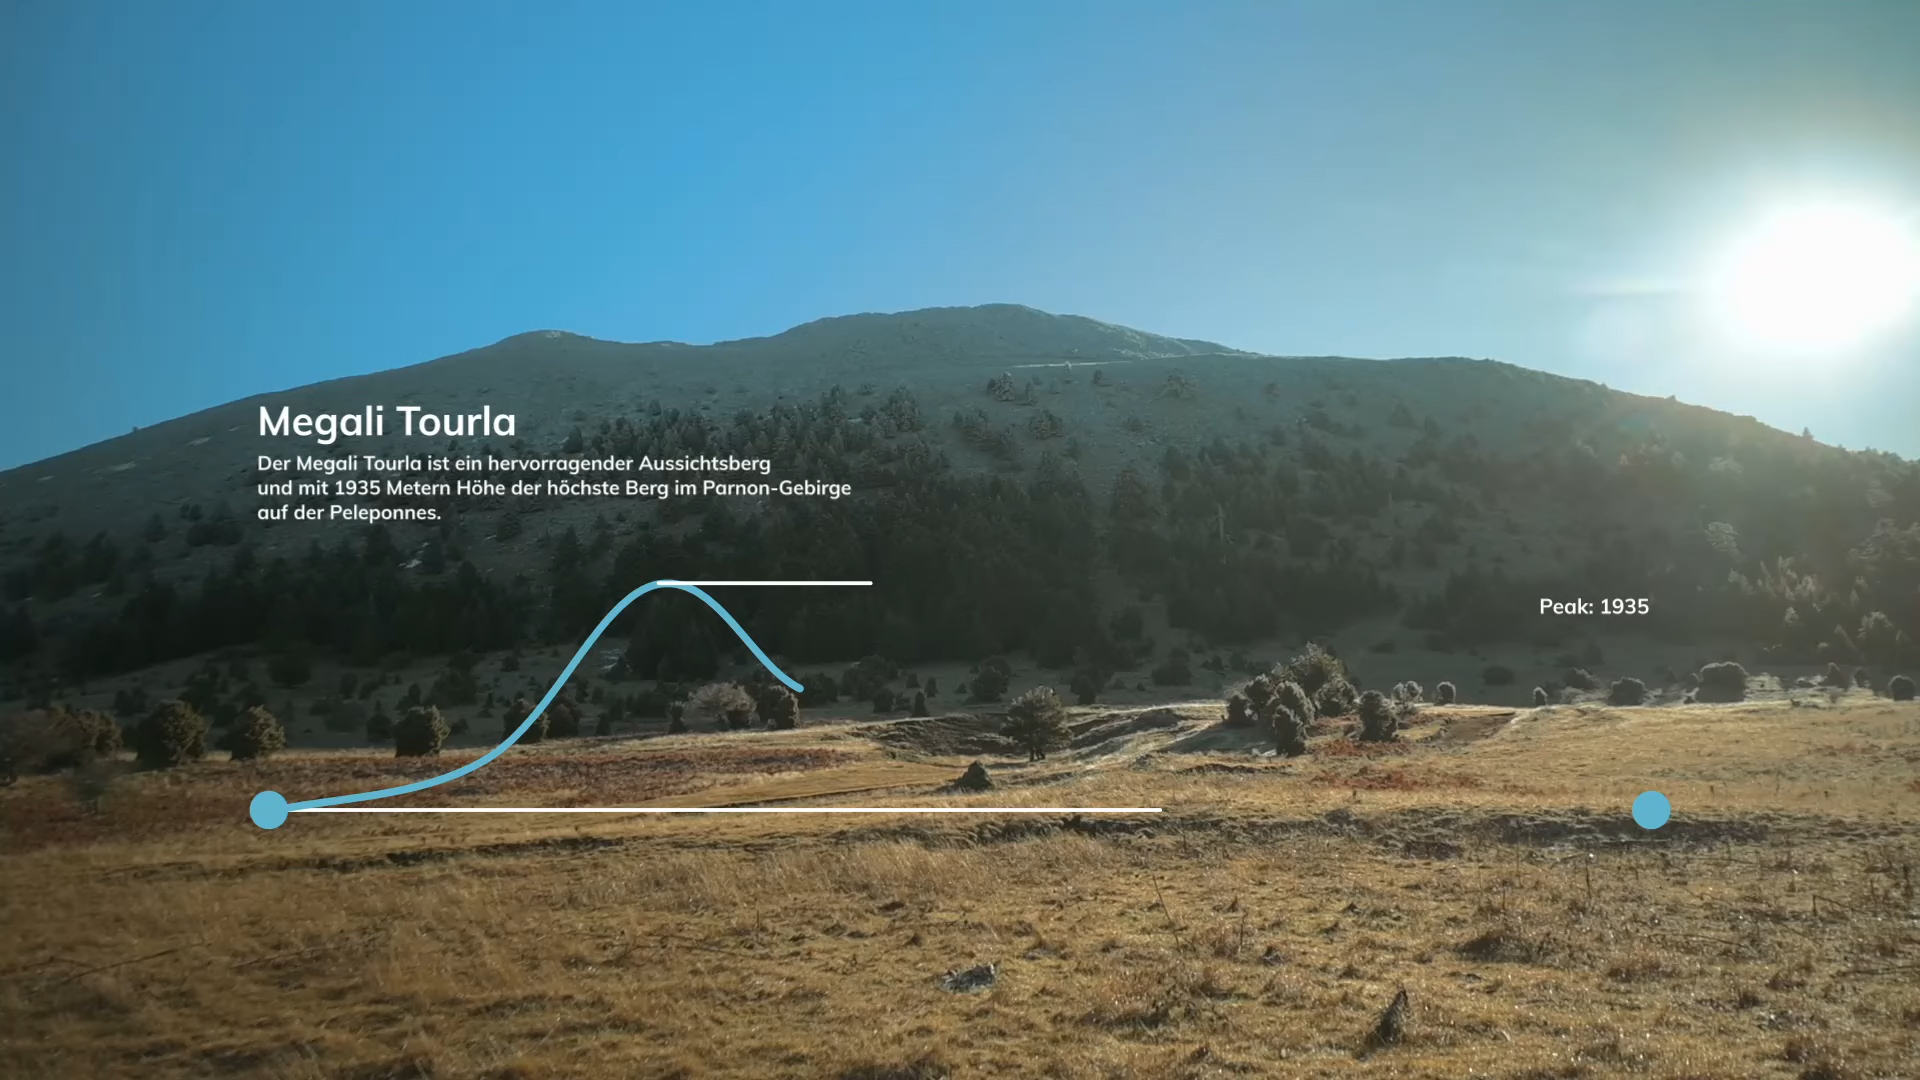 Megali Tourla
Der Megali Tourla ist ein hervorragender Aussichtsberg
und mit 1935 Metern Höhe der höchste Berg im Parnon-Gebirge
auf der Peleponnes.
Peak: 1935